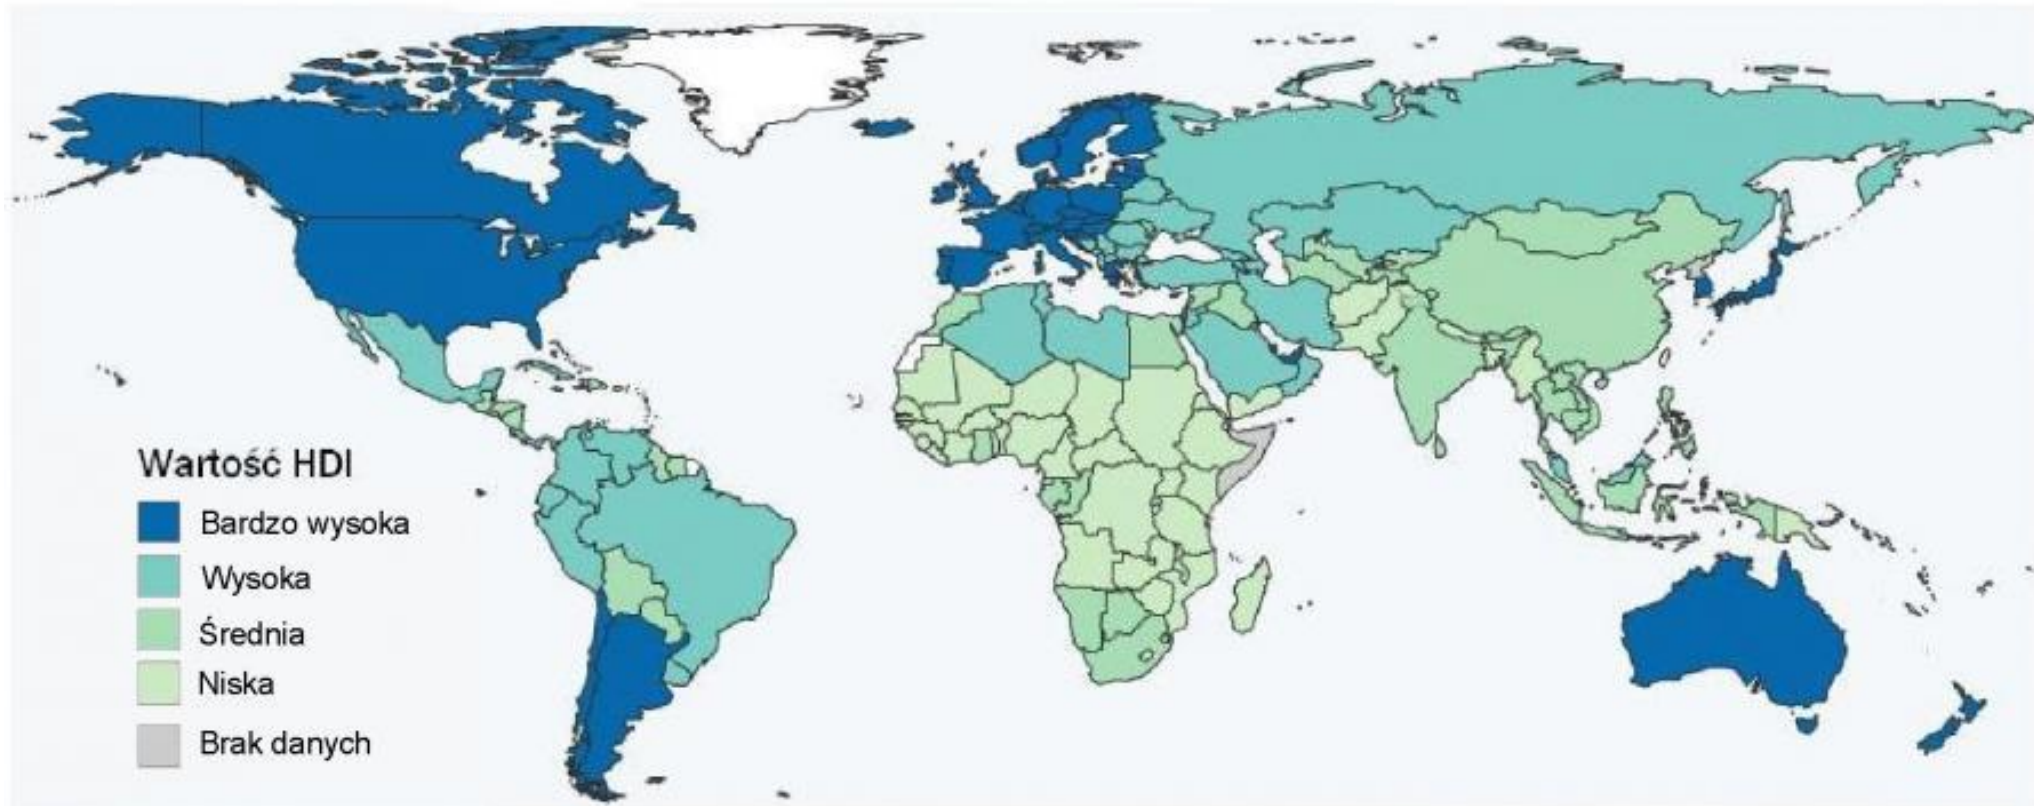 Wartość HDI
Bardzo wysoka
Wysoka
Średnia
Niska
Brak danych